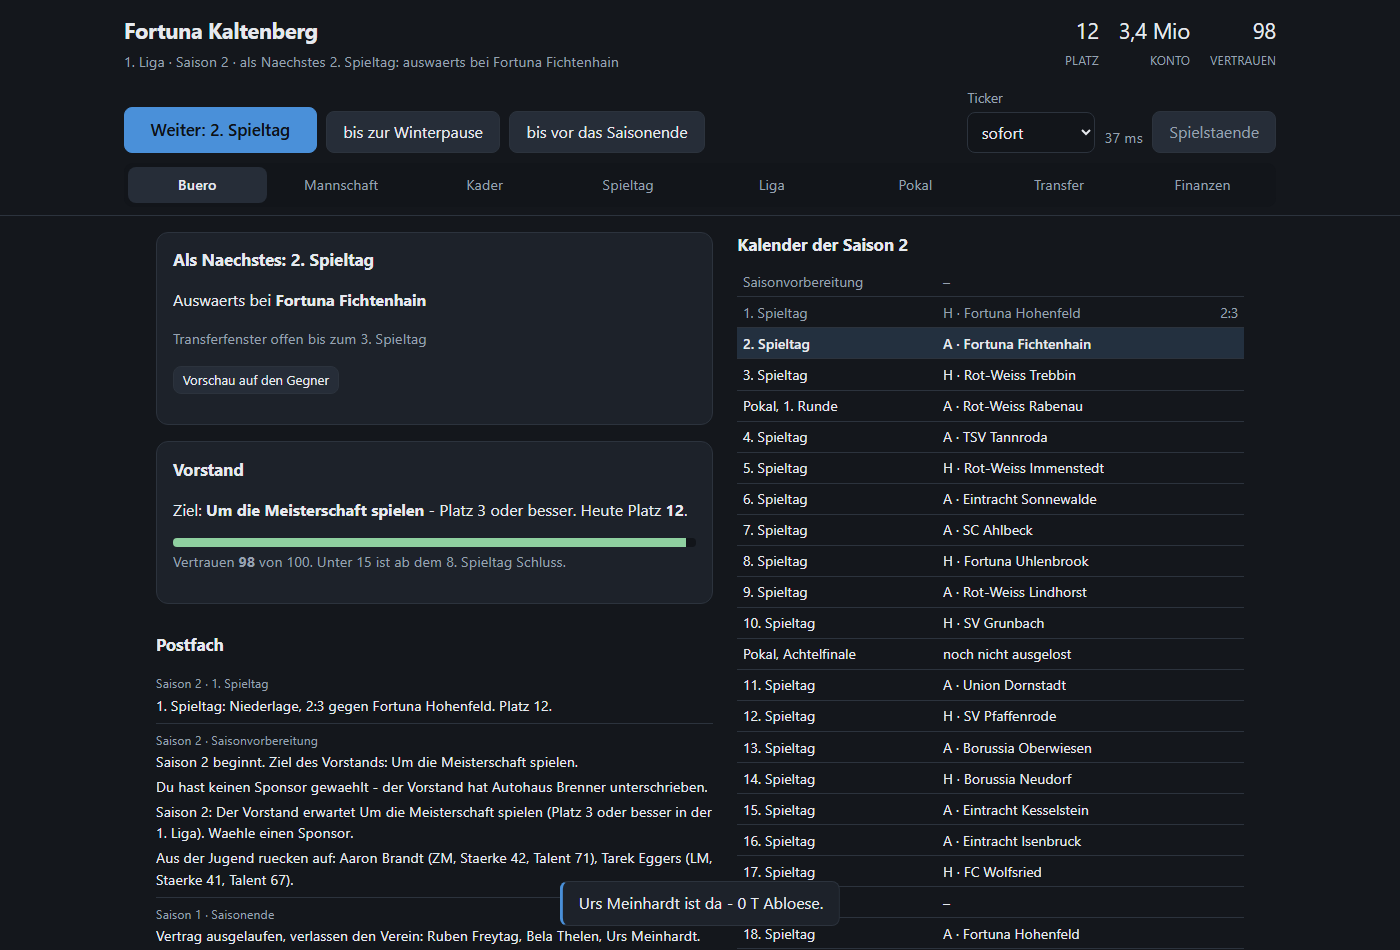 Fortuna Kaltenberg
1. Liga · Saison 2 · als Naechstes 2. Spieltag: auswaerts bei Fortuna Fichtenhain
12
PLATZ
3,4 Mio
KONTO
98
VERTRAUEN
Weiter: 2. Spieltag
bis zur Winterpause
bis vor das Saisonende
Ticker
sofort
37 ms
Spielstaende
Buero
Mannschaft
Kader
Spieltag
Liga
Pokal
Transfer
Finanzen
Als Naechstes: 2. Spieltag
Auswaerts bei Fortuna Fichtenhain
Transferfenster offen bis zum 3. Spieltag
Vorschau auf den Gegner
Vorstand
Ziel: Um die Meisterschaft spielen - Platz 3 oder besser. Heute Platz 12.
Vertrauen 98 von 100. Unter 15 ist ab dem 8. Spieltag Schluss.
Postfach
Saison 2 · 1. Spieltag
1. Spieltag: Niederlage, 2:3 gegen Fortuna Hohenfeld. Platz 12.
Saison 2 · Saisonvorbereitung
Saison 2 beginnt. Ziel des Vorstands: Um die Meisterschaft spielen.
Du hast keinen Sponsor gewaehlt - der Vorstand hat Autohaus Brenner unterschrieben.
Saison 2: Der Vorstand erwartet Um die Meisterschaft spielen (Platz 3 oder besser in der
1. Liga). Waehle einen Sponsor.
Aus der Jugend ruecken auf: Aaron Brandt (ZM, Staerke 42, Talent 71), Tarek Eggers (LM,
Staerke 41, Talent 67).
Saison 1 · Saisonende
Vertrag ausgelaufen, verlassen den Verein: Ruben Freytag, Bela Thelen, Urs Meinhardt.
Kalender der Saison 2
Saisonvorbereitung –
1. Spieltag H · Fortuna Hohenfeld 2:3
2. Spieltag A · Fortuna Fichtenhain
3. Spieltag H · Rot-Weiss Trebbin
Pokal, 1. Runde A · Rot-Weiss Rabenau
4. Spieltag A · TSV Tannroda
5. Spieltag H · Rot-Weiss Immenstedt
6. Spieltag A · Eintracht Sonnewalde
7. Spieltag A · SC Ahlbeck
8. Spieltag H · Fortuna Uhlenbrook
9. Spieltag A · Rot-Weiss Lindhorst
10. Spieltag H · SV Grunbach
Pokal, Achtelfinale noch nicht ausgelost
11. Spieltag A · Union Dornstadt
12. Spieltag H · SV Pfaffenrode
13. Spieltag A · Borussia Oberwiesen
14. Spieltag H · Borussia Neudorf
15. Spieltag A · Eintracht Kesselstein
16. Spieltag A · Eintracht Isenbruck
17. Spieltag H · FC Wolfsried
–
18. Spieltag A · Fortuna Hohenfeld
Urs Meinhardt ist da - 0 T Abloese.